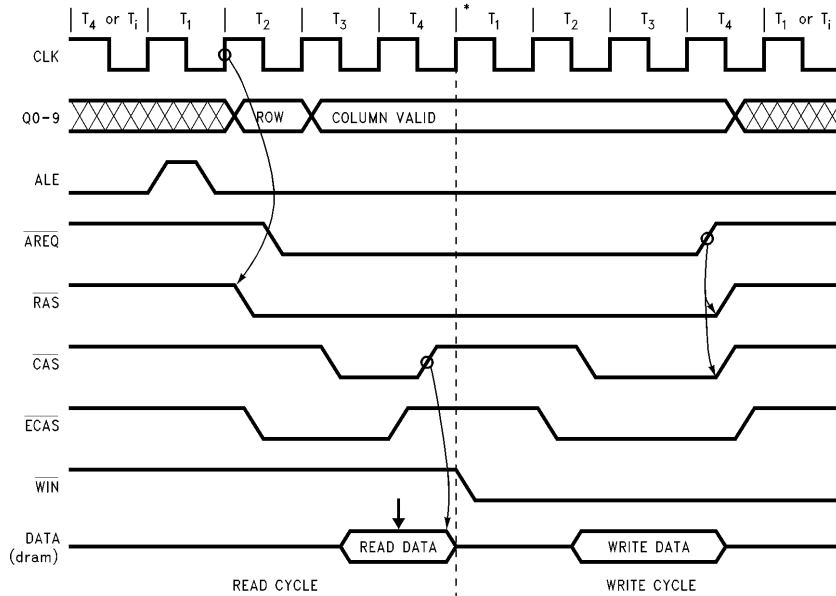 T4 or Ti T1 T2 T3 T4 * T1 T2 T3 T4 T1 or Ti
CLK
Q0-9 ROW COLUMN VALID
ALE
AREQ
RAS
CAS
ECAS
WIN
DATA (dram) READ DATA WRITE DATA
READ CYCLE WRITE CYCLE